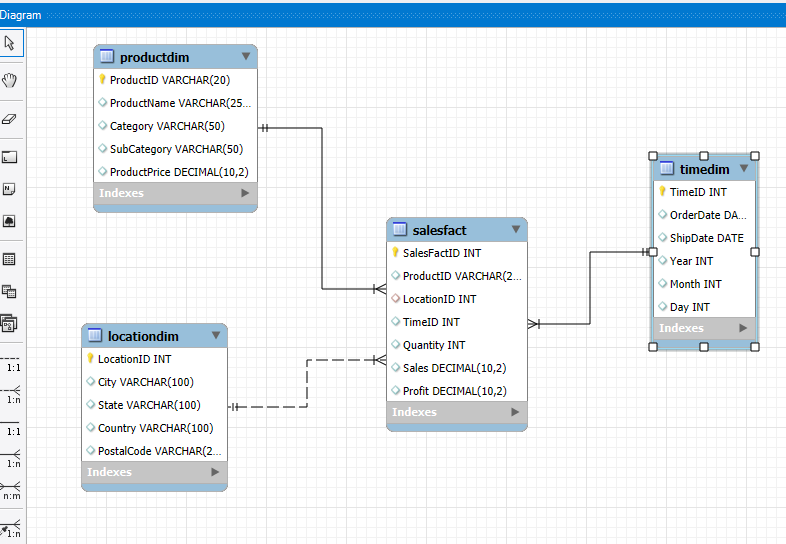 Diagram
productdim
ProductID VARCHAR(20)
ProductName VARCHAR(25...
Category VARCHAR(50)
SubCategory VARCHAR(50)
ProductPrice DECIMAL(10,2)
Indexes
timedim
TimeID INT
OrderDate DA...
ShipDate DATE
Year INT
Month INT
Day INT
Indexes
salesfact
SalesFactID INT
ProductID VARCHAR(2...
LocationID INT
TimeID INT
Quantity INT
Sales DECIMAL(10,2)
Profit DECIMAL(10,2)
Indexes
locationdim
LocationID INT
City VARCHAR(100)
State VARCHAR(100)
Country VARCHAR(100)
PostalCode VARCHAR(2...
Indexes
1:1
1:n
1:1
1:n
n:m
1:n